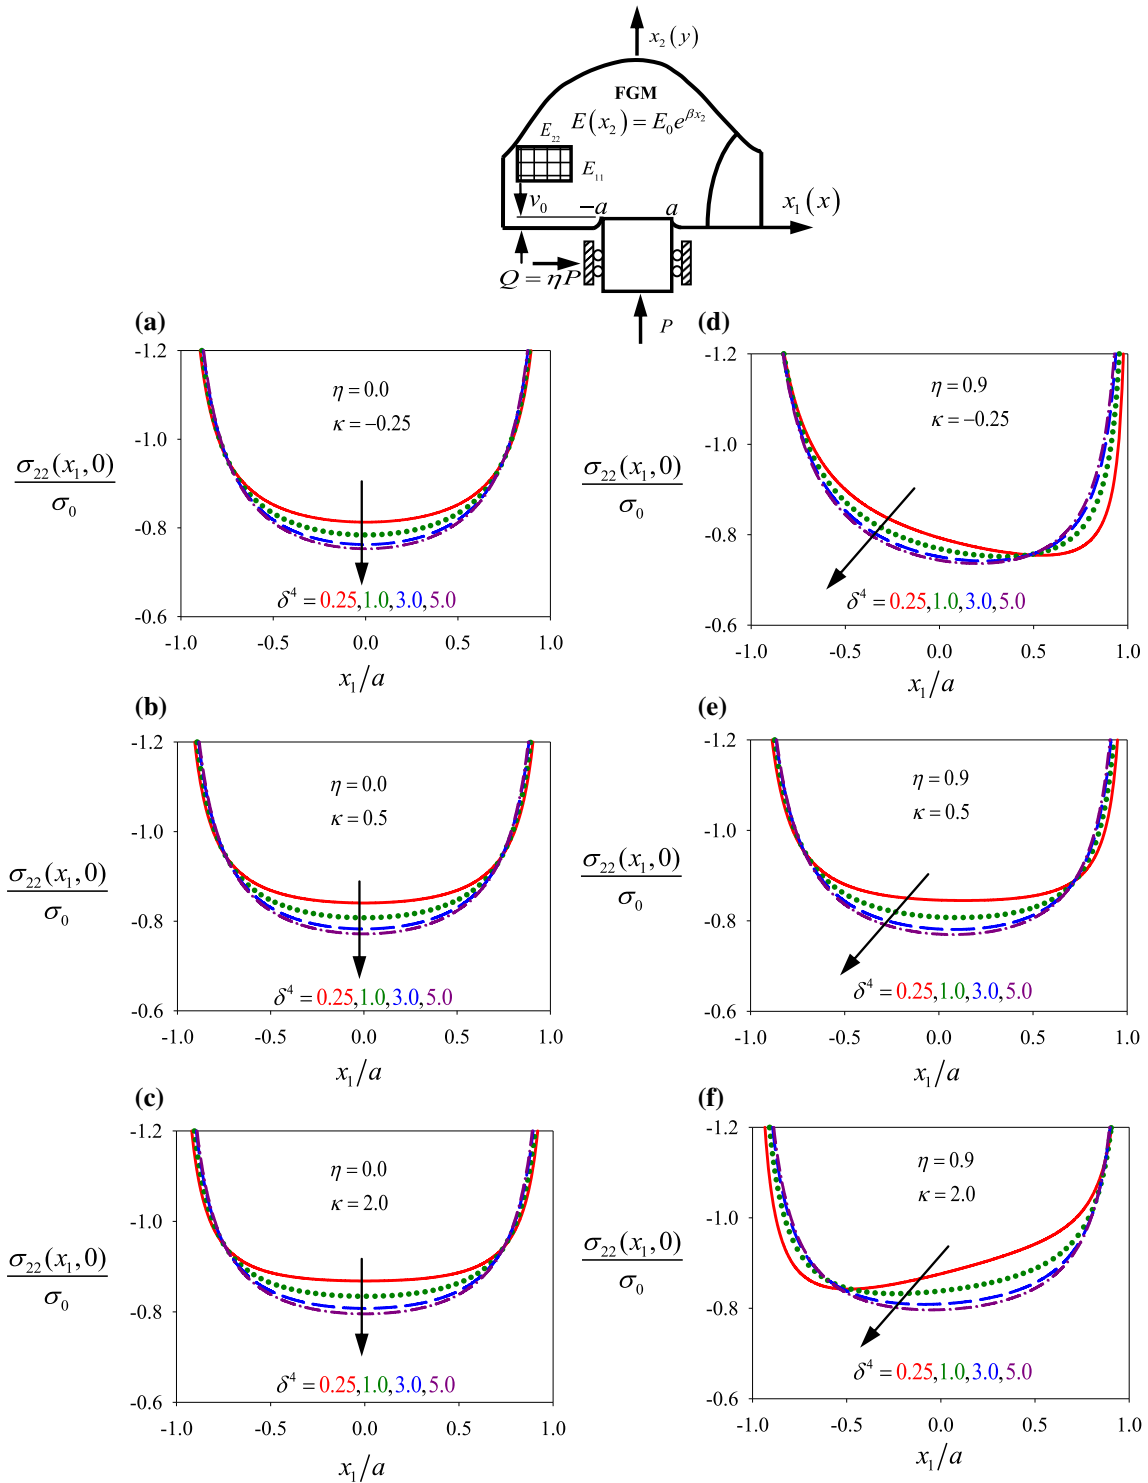 x₂(y)
FGM
E(x₂) = E₀e^{βx₂}
E₂₂
E₁₁
v₀
−a
a
x₁(x)
Q = ηP
P
(a)
-1.2
-1.0
-0.8
-0.6
σ₂₂(x₁,0)
σ₀
η = 0.0
κ = −0.25
δ⁴ = 0.25,1.0,3.0,5.0
-1.0 -0.5 0.0 0.5 1.0
x₁/a
(d)
-1.2
-1.0
-0.8
-0.6
σ₂₂(x₁,0)
σ₀
η = 0.9
κ = −0.25
δ⁴ = 0.25,1.0,3.0,5.0
-1.0 -0.5 0.0 0.5 1.0
x₁/a
(b)
-1.2
-1.0
-0.8
-0.6
σ₂₂(x₁,0)
σ₀
η = 0.0
κ = 0.5
δ⁴ = 0.25,1.0,3.0,5.0
-1.0 -0.5 0.0 0.5 1.0
x₁/a
(e)
-1.2
-1.0
-0.8
-0.6
σ₂₂(x₁,0)
σ₀
η = 0.9
κ = 0.5
δ⁴ = 0.25,1.0,3.0,5.0
-1.0 -0.5 0.0 0.5 1.0
x₁/a
(c)
-1.2
-1.0
-0.8
-0.6
σ₂₂(x₁,0)
σ₀
η = 0.0
κ = 2.0
δ⁴ = 0.25,1.0,3.0,5.0
-1.0 -0.5 0.0 0.5 1.0
x₁/a
(f)
-1.2
-1.0
-0.8
-0.6
σ₂₂(x₁,0)
σ₀
η = 0.9
κ = 2.0
δ⁴ = 0.25,1.0,3.0,5.0
-1.0 -0.5 0.0 0.5 1.0
x₁/a